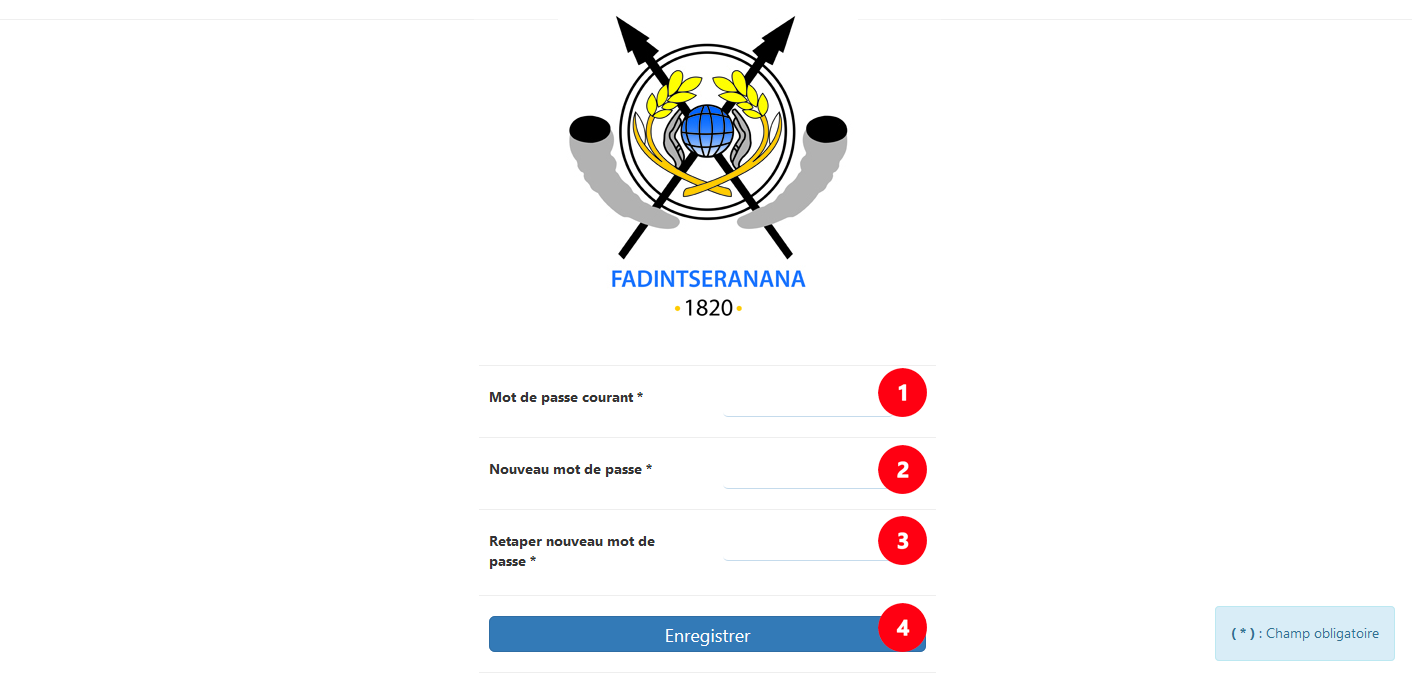 FADINTSERANANA
• 1820 •
Mot de passe courant *
1
Nouveau mot de passe *
2
Retaper nouveau mot de
passe *
3
Enregistrer
4
( * ) : Champ obligatoire